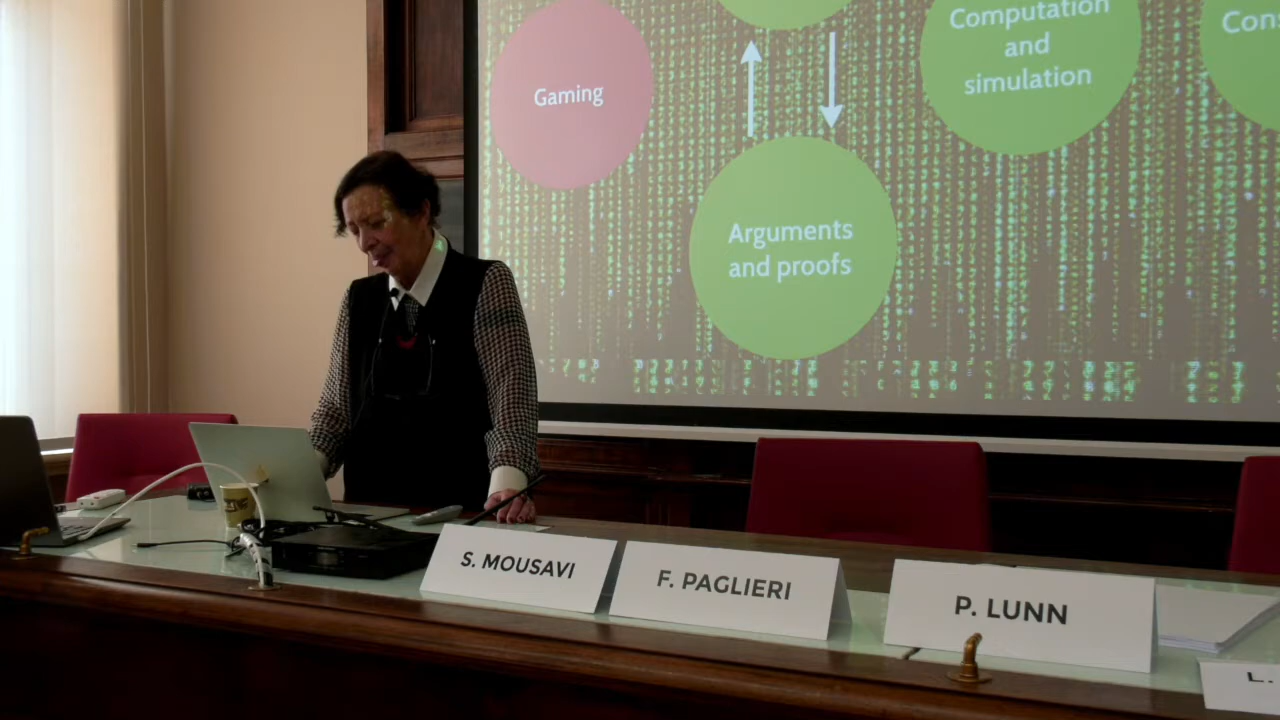 Computation
and
simulation
Gaming
Arguments
and proofs
S. MOUSAVI
F. PAGLIERI
P. LUNN